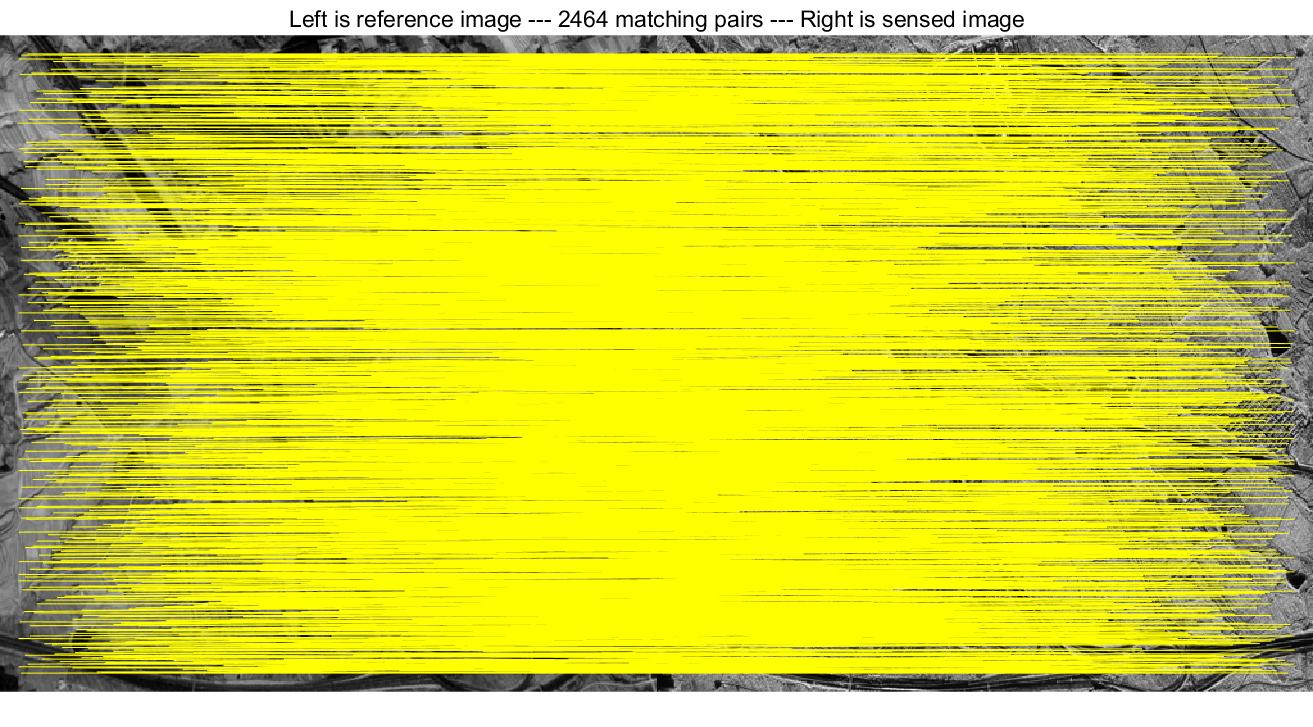 Left is reference image --- 2464 matching pairs --- Right is sensed image